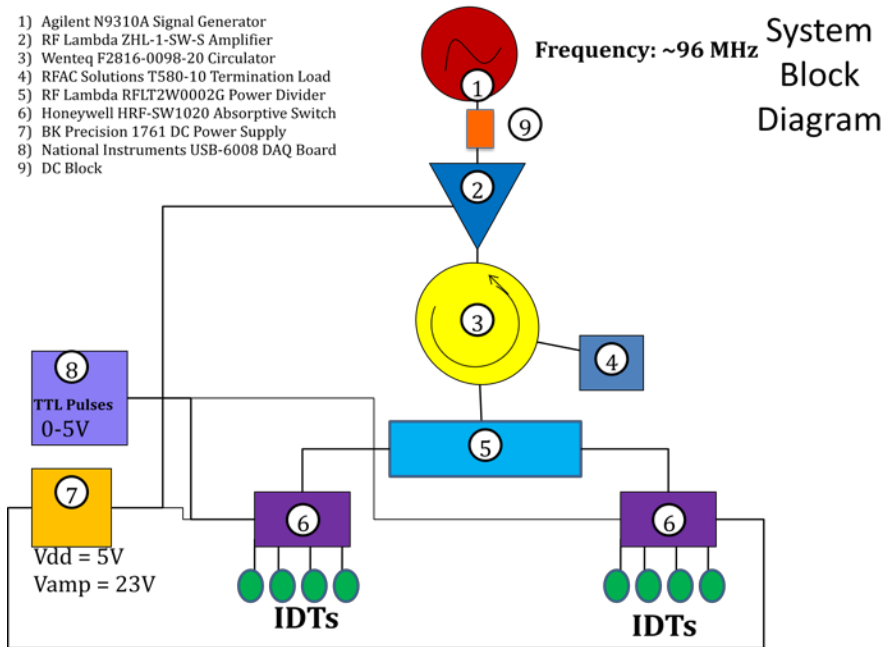 1) Agilent N9310A Signal Generator
2) RF Lambda ZHL-1-SW-S Amplifier
3) Wenteq F2816-0098-20 Circulator
4) RFAC Solutions T580-10 Termination Load
5) RF Lambda RFLT2W0002G Power Divider
6) Honeywell HRF-SW1020 Absorptive Switch
7) BK Precision 1761 DC Power Supply
8) National Instruments USB-6008 DAQ Board
9) DC Block
Frequency: ~96 MHz
System
Block
Diagram
1
9
2
3
4
8
TTL Pulses
0-5V
5
7
6
6
Vdd = 5V
Vamp = 23V
IDTs
IDTs